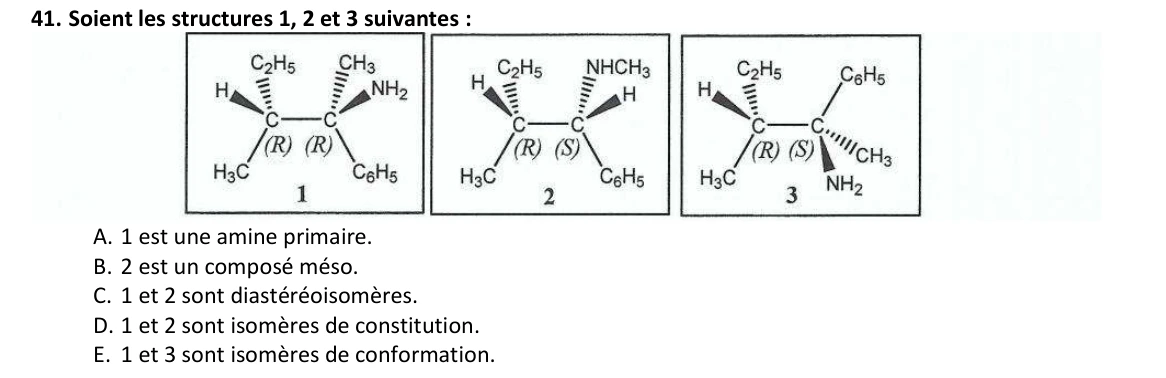 41. Soient les structures 1, 2 et 3 suivantes :
C2H5 CH3
H NH2
C C
(R) (R)
H3C C6H5
1
C2H5 NHCH3
H H
C C
(R) (S)
H3C C6H5
2
C2H5 C6H5
H
C C
(R) (S) CH3
H3C NH2
3
A. 1 est une amine primaire.
B. 2 est un composé méso.
C. 1 et 2 sont diastéréoisomères.
D. 1 et 2 sont isomères de constitution.
E. 1 et 3 sont isomères de conformation.